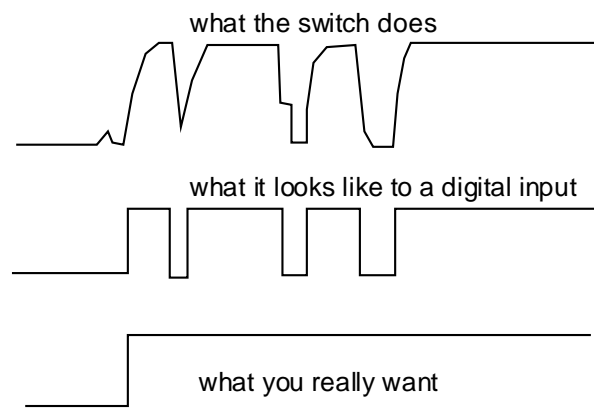 what the switch does
what it looks like to a digital input
what you really want